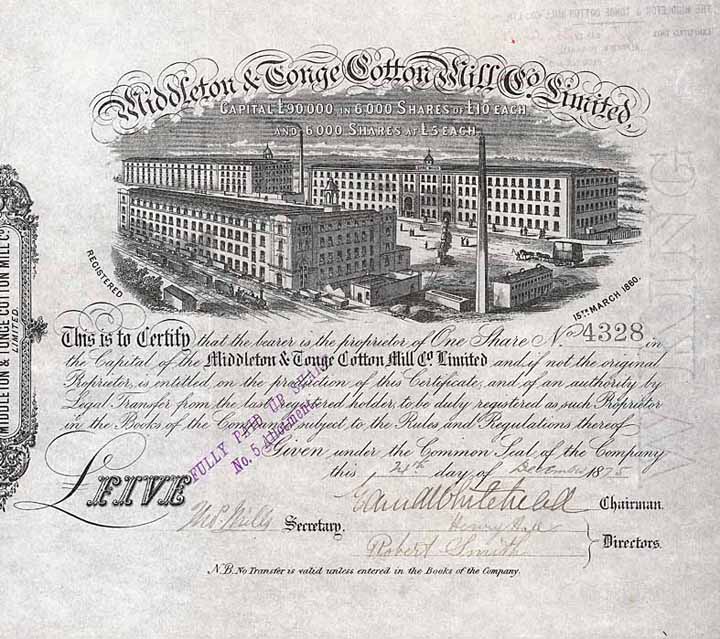 Middleton & Tonge Cotton Mill Co. Limited,
CAPITAL £90,000, IN 6000 SHARES OF £10 EACH
AND 6000 SHARES AT £5 EACH
REGISTERED
15TH MARCH 1860.
MIDDLETON & TONGE COTTON MILL CO
LIMITED.
This is to Certify that the bearer is the proprietor of One Share No. 4328 in
the Capital of the Middleton & Tonge Cotton Mill Co. Limited and if not the original
Proprietor, is entitled on the production of this Certificate, and of an authority by
Legal Transfer from the last registered holder, to be duly registered as such Proprietor
in the Books of the Company subject to the Rules and Regulations thereof
FULLY PAID UP SHARE
No. 5 Allotment.
Given under the Common Seal of the Company
this 24th day of December 1875
£FIVE
Secretary.
Whitehead Chairman.
Henry
Robert Smith Directors.
N.B. No Transfer is valid unless entered in the Books of the Company.